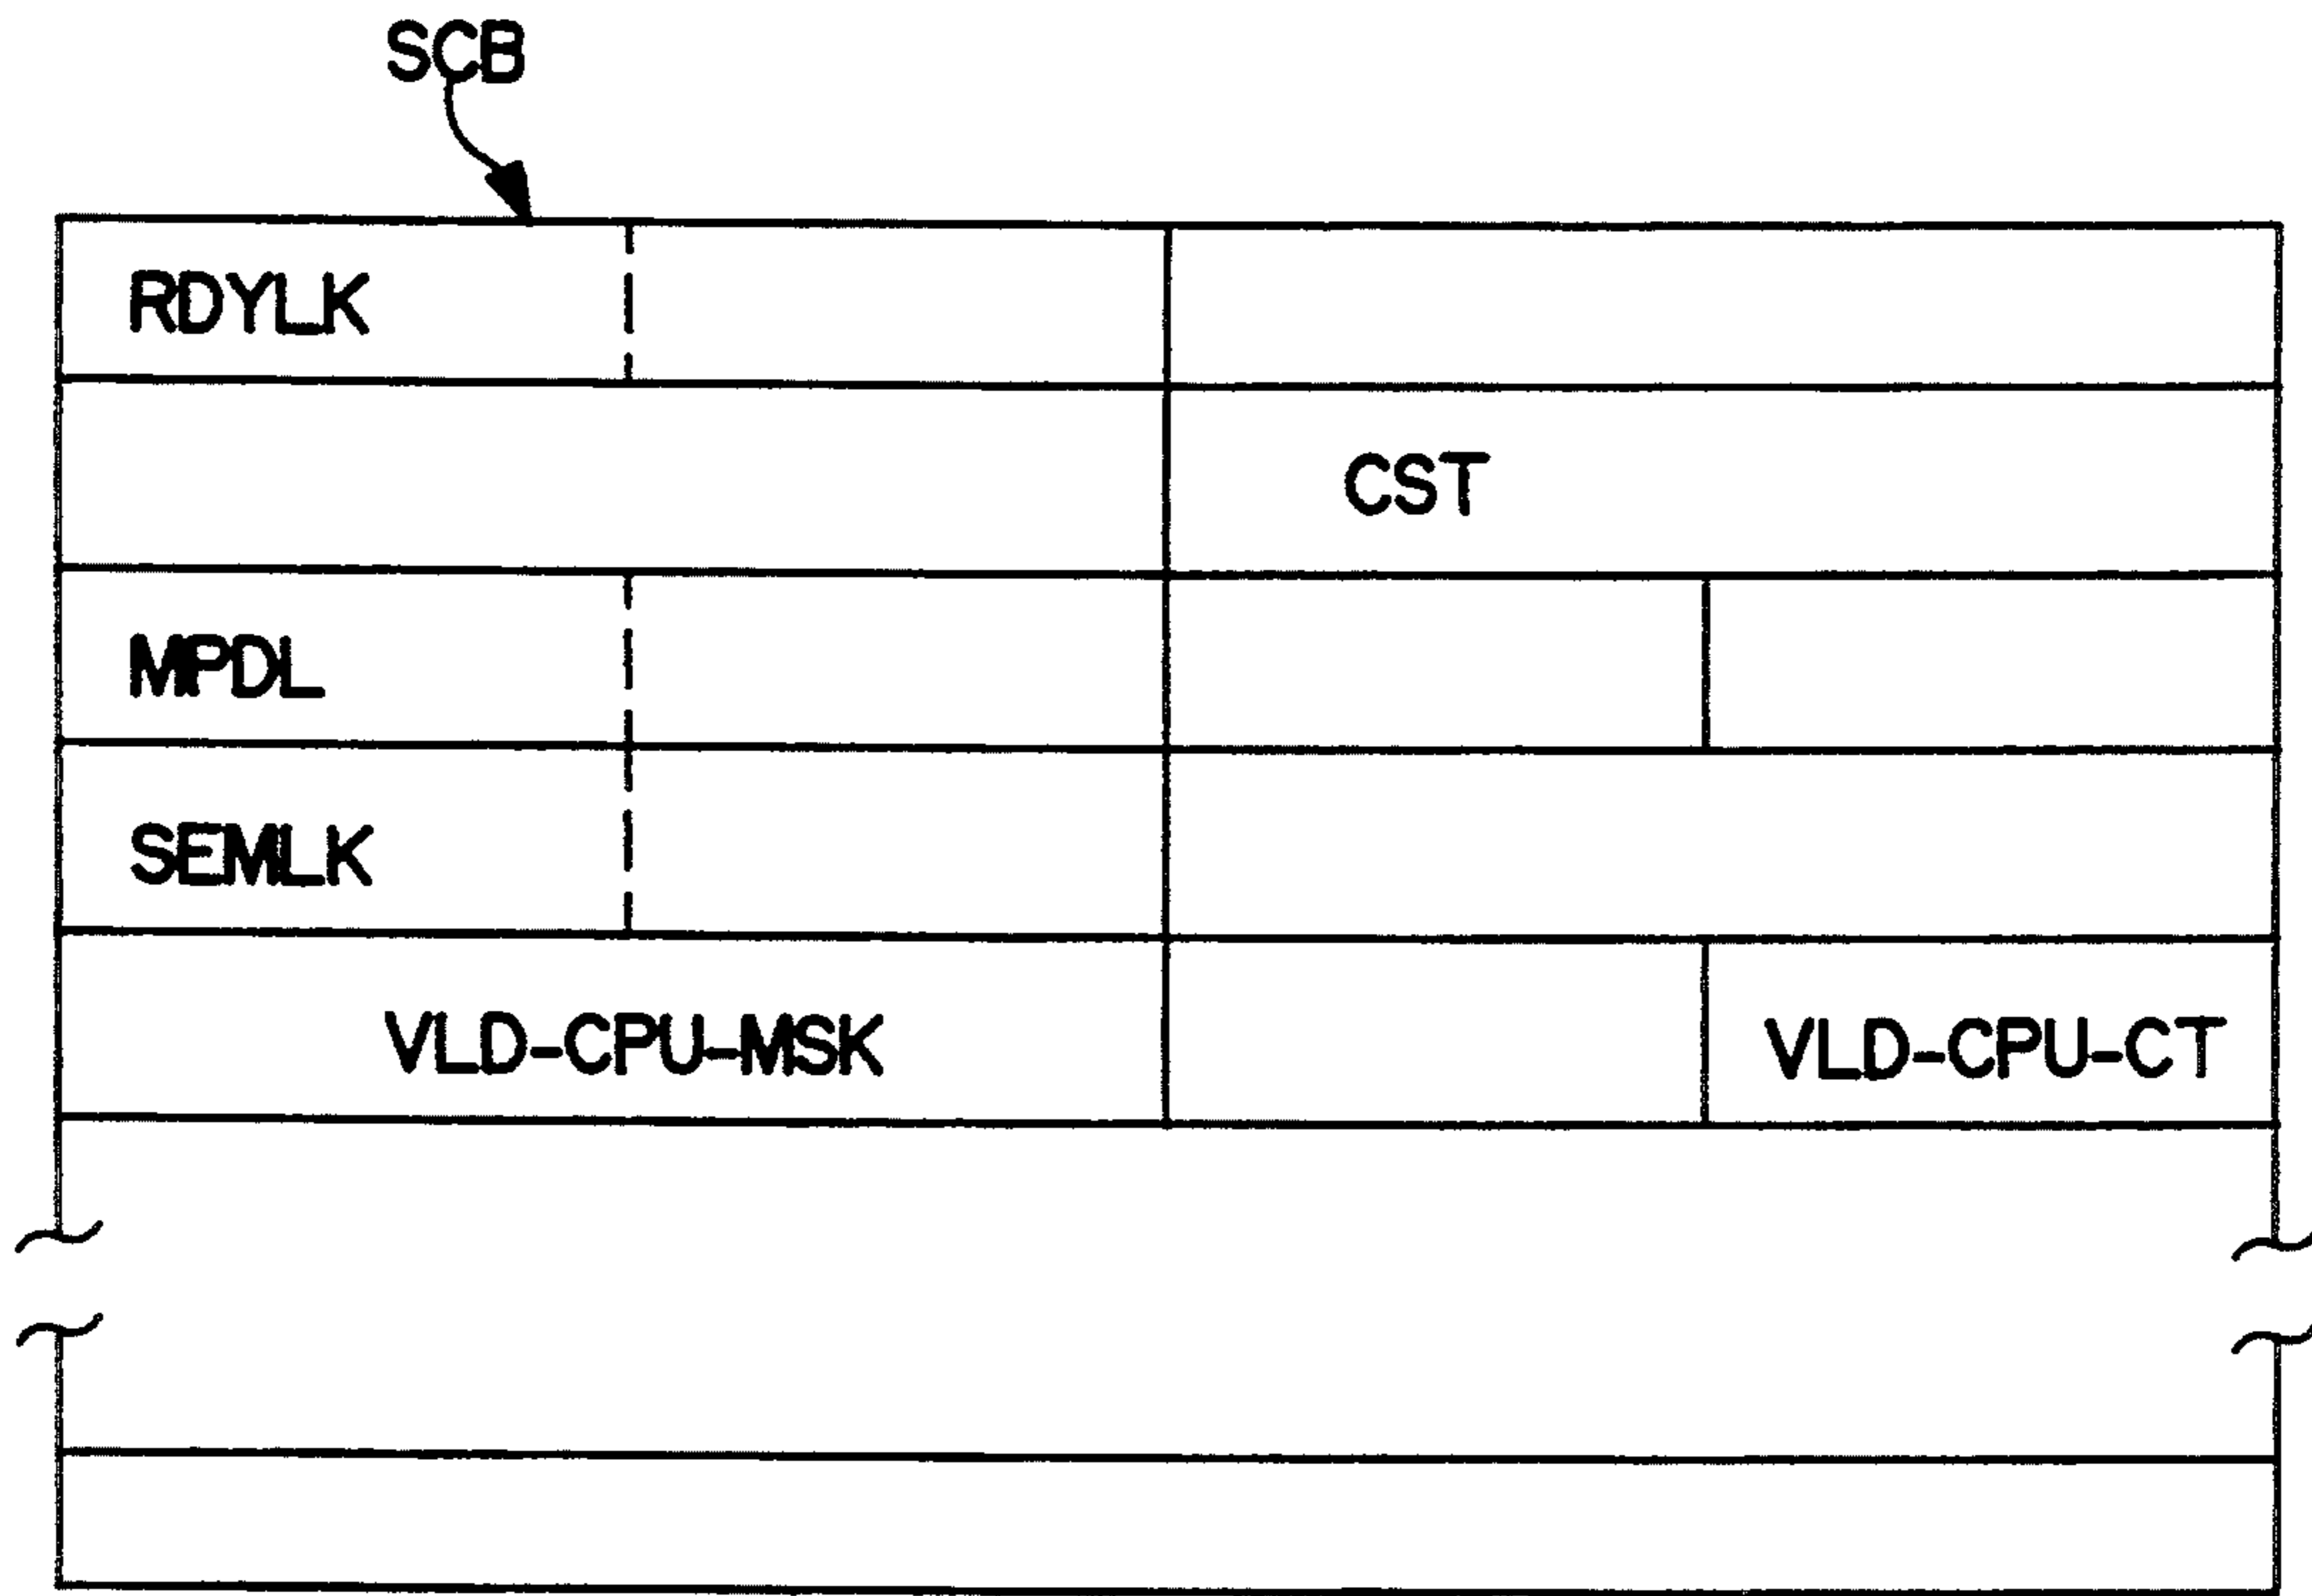 SCB
RDYLK
CST
MPDL
SEMLK
VLD-CPU-MSK VLD-CPU-CT